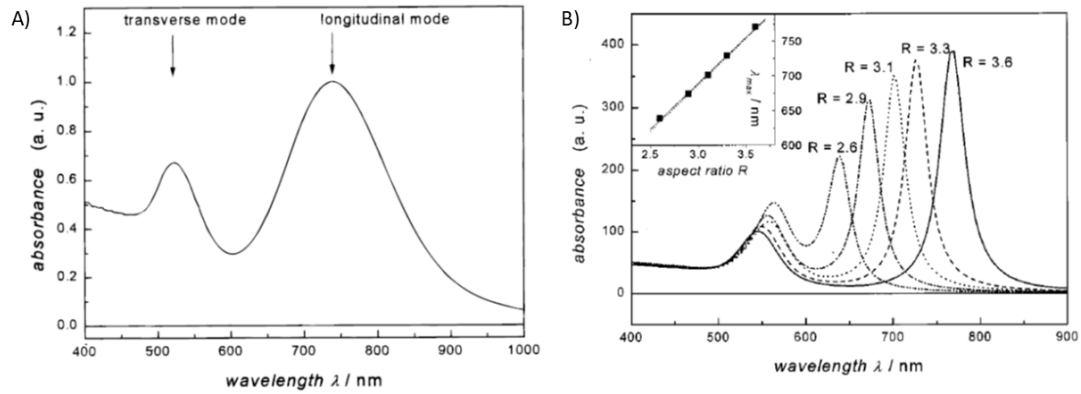 A)
transverse mode
longitudinal mode
1.2
1.0
0.8
0.6
0.4
0.2
0.0
absorbance (a. u.)
400 500 600 700 800 900 1000
wavelength λ / nm
B)
400
300
200
100
0
absorbance (a. u.)
750
700
650
600
λmax / nm
2.5 3.0 3.5
aspect ratio R
R = 2.6
R = 2.9
R = 3.1
R = 3.3
R = 3.6
400 500 600 700 800 900
wavelength λ / nm